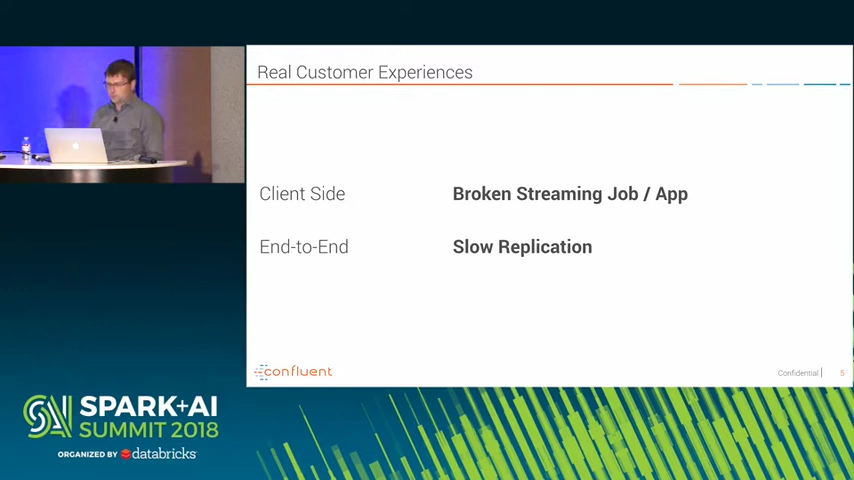 Real Customer Experiences
Client Side Broken Streaming Job / App
End-to-End Slow Replication
confluent
Confidential | 5
SPARK+AI
SUMMIT 2018
ORGANIZED BY databricks